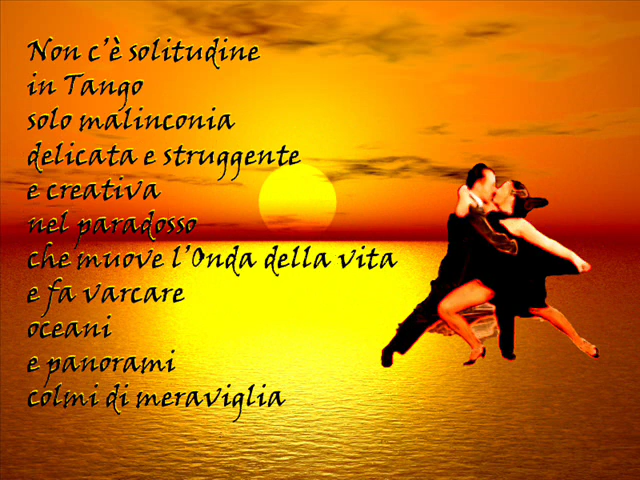 Non c'è solitudine
in Tango
solo malinconia
delicata e struggente
e creativa
nel paradosso
che muove l'Onda della vita
e fa varcare
oceani
e panorami
colmi di meraviglia